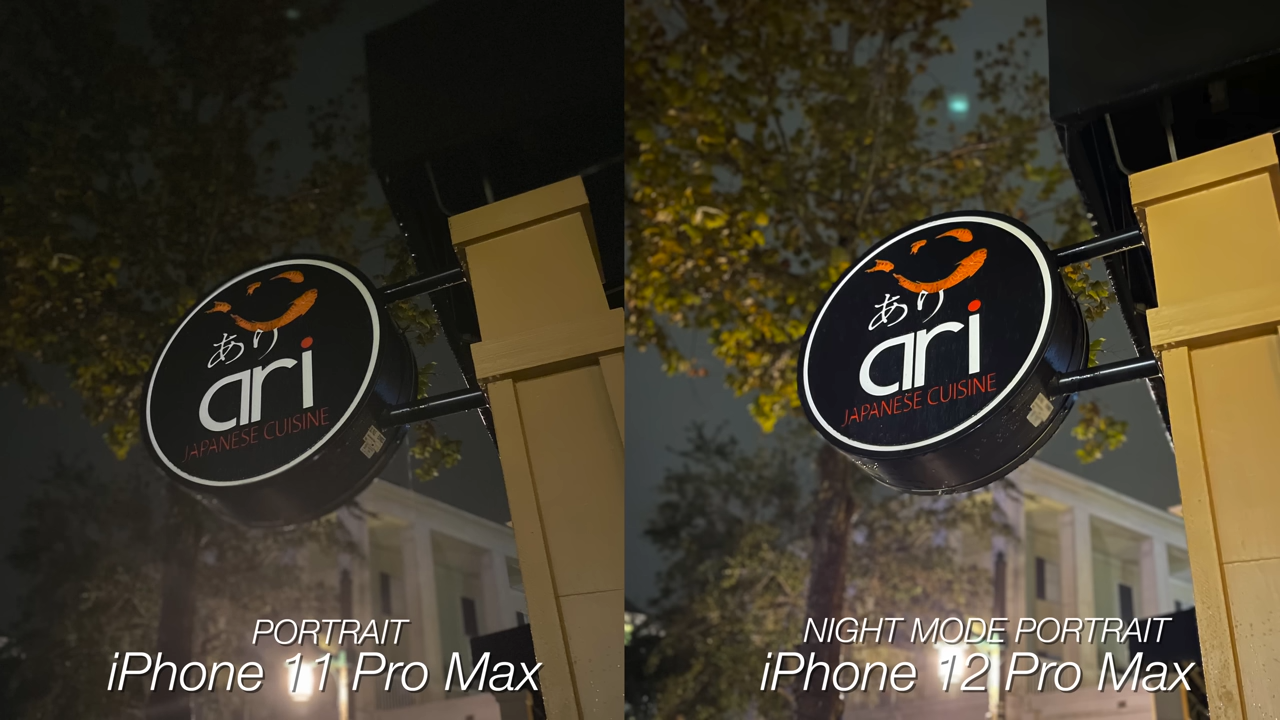 あり
ari
JAPANESE CUISINE
PORTRAIT
iPhone 11 Pro Max
あり
ari
JAPANESE CUISINE
NIGHT MODE PORTRAIT
iPhone 12 Pro Max